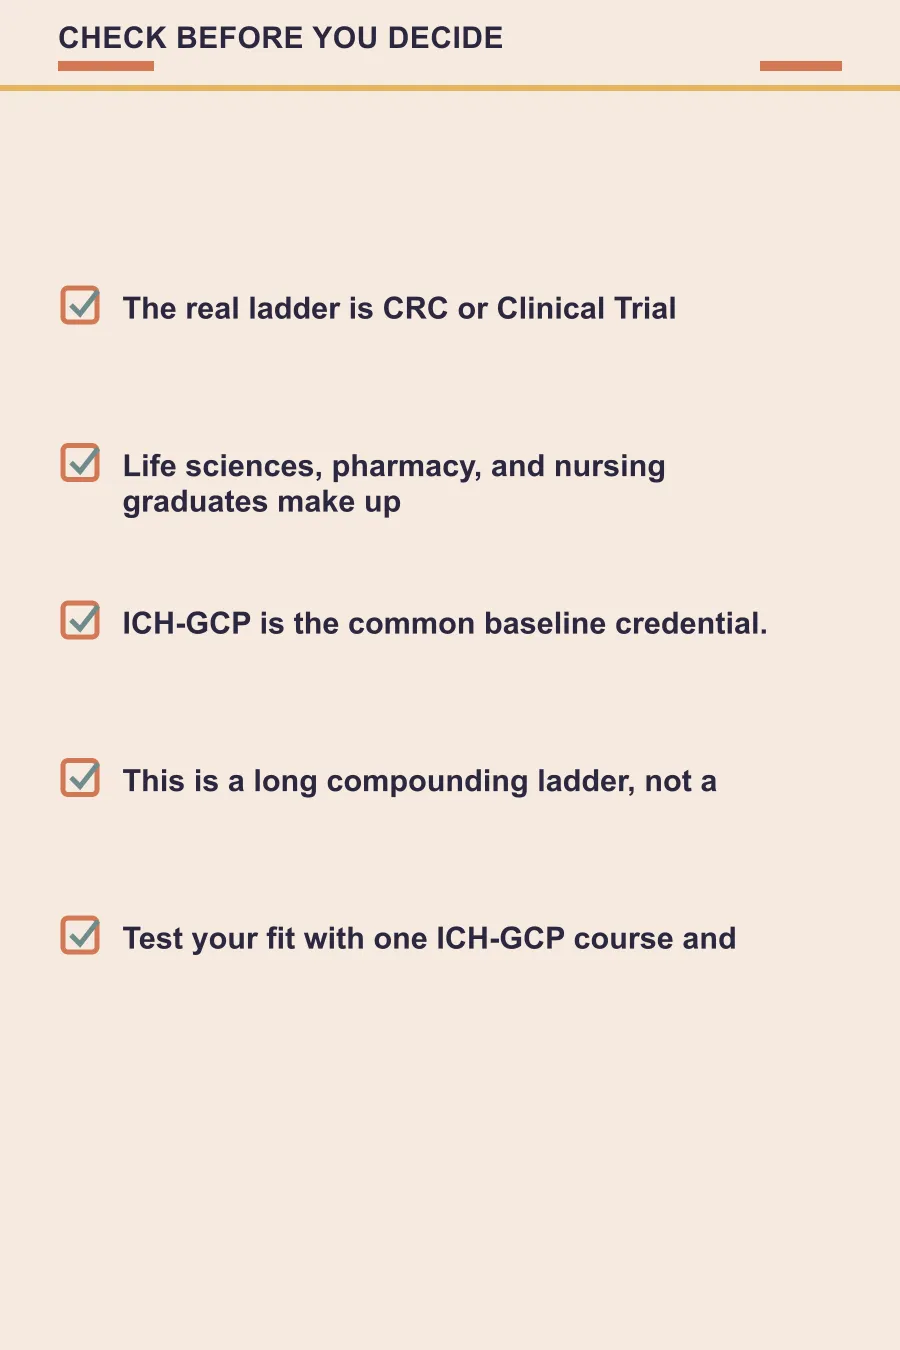 CHECK BEFORE YOU DECIDE
The real ladder is CRC or Clinical Trial
Life sciences, pharmacy, and nursing
graduates make up
ICH-GCP is the common baseline credential.
This is a long compounding ladder, not a
Test your fit with one ICH-GCP course and